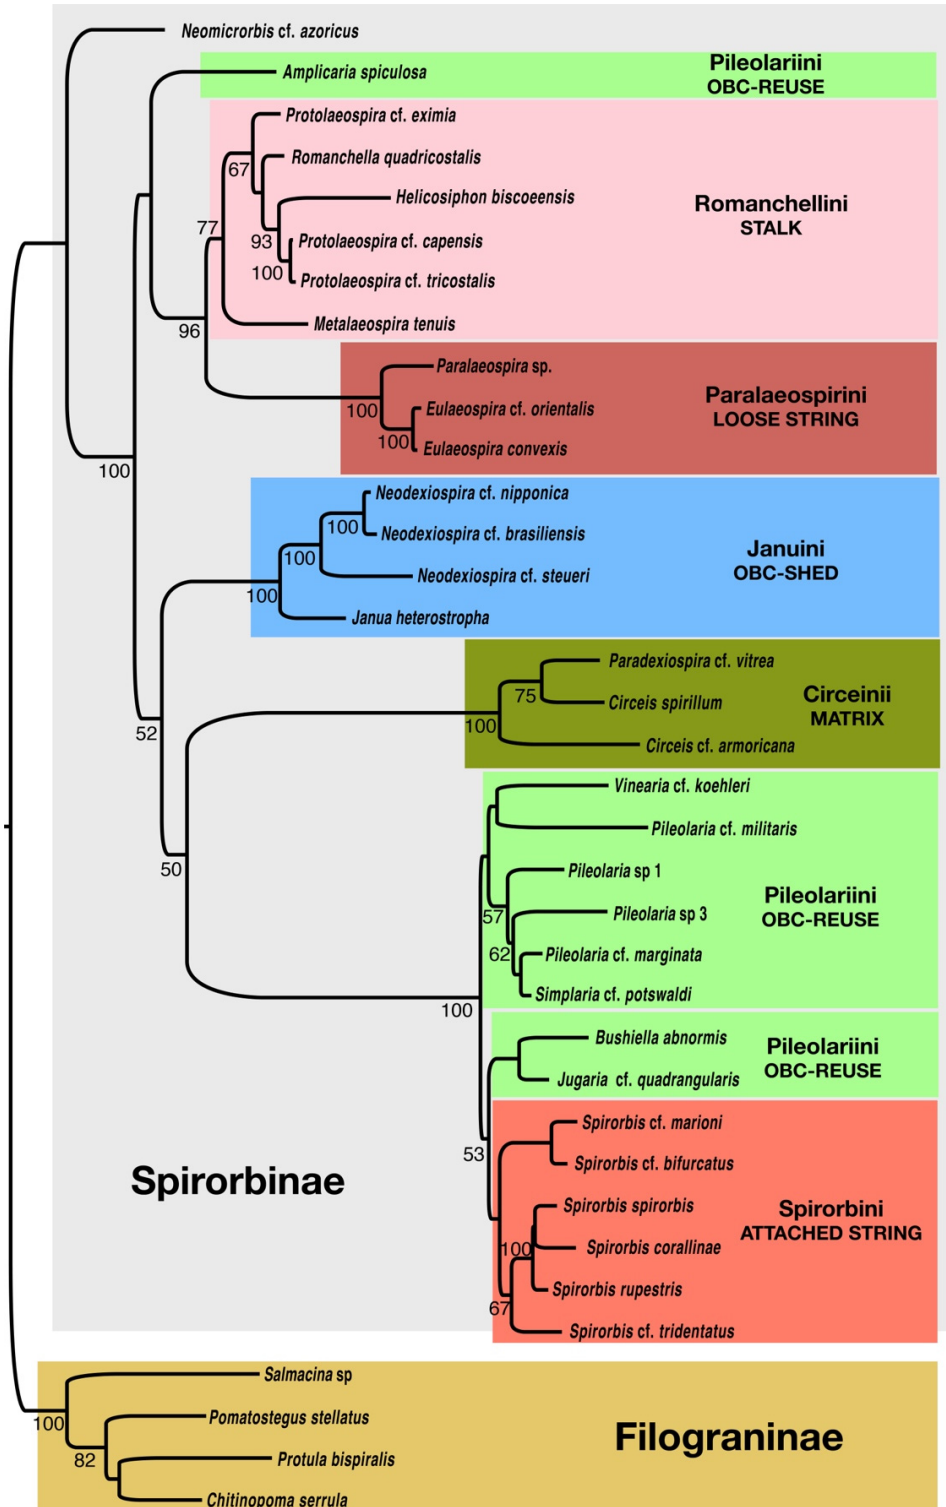 Neomicrorbis cf. azoricus
Amplicaria spiculosa
Pileolariini
OBC-REUSE
Protolaeospira cf. eximia
67
Romanchella quadricostalis
Helicosiphon biscoeensis
Romanchellini
STALK
77
93
Protolaeospira cf. capensis
100
Protolaeospira cf. tricostalis
Metalaeospira tenuis
96
Paralaeospira sp.
Paralaeospirini
LOOSE STRING
100
Eulaeospira cf. orientalis
100
Eulaeospira convexis
100
Neodexiospira cf. nipponica
100
Neodexiospira cf. brasiliensis
Januini
OBC-SHED
100
Neodexiospira cf. steueri
100
Janua heterostropha
Paradexiospira cf. vitrea
75
Circeis spirillum
Circeinii
MATRIX
100
52
Circeis cf. armoricana
Vinearia cf. koehleri
Pileolaria cf. militaris
50
Pileolaria sp 1
57
Pileolaria sp 3
Pileolariini
OBC-REUSE
62
Pileolaria cf. marginata
Simplaria cf. potswaldi
100
Bushiella abnormis
Pileolariini
OBC-REUSE
Jugaria cf. quadrangularis
Spirorbis cf. marioni
53
Spirorbis cf. bifurcatus
Spirorbinae
Spirorbis spirorbis
Spirorbini
ATTACHED STRING
100
Spirorbis corallinae
Spirorbis rupestris
67
Spirorbis cf. tridentatus
Salmacina sp
100
Pomatostegus stellatus
Filograninae
82
Protula bispiralis
Chitinopoma serrula